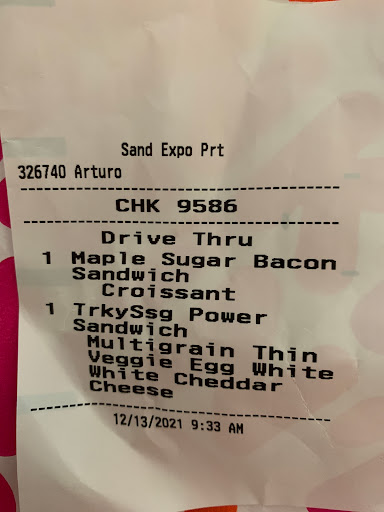 Sand Expo Prt
326740 Arturo
CHK 9586
Drive Thru
1 Maple Sugar Bacon
Sandwich
Croissant
1 TrkySsg Power
Sandwich
Multigrain Thin
Veggie Egg White
White Cheddar
Cheese
12/13/2021 9:33 AM